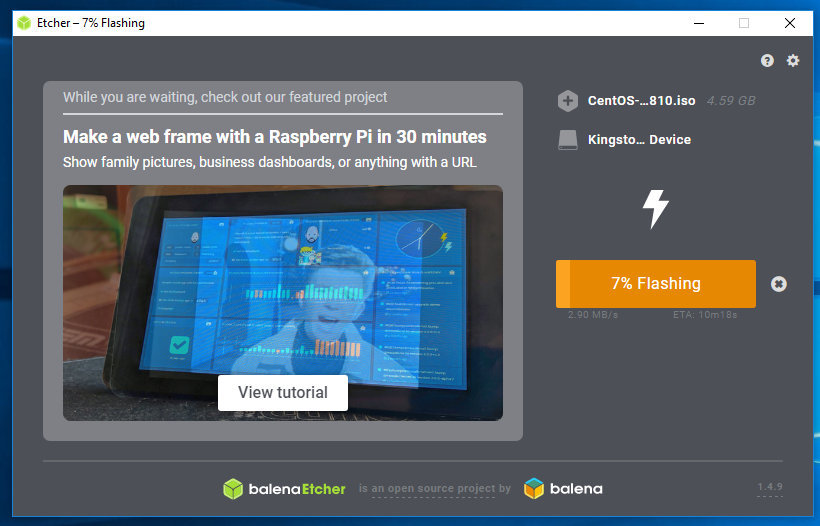 Etcher – 7% Flashing
While you are waiting, check out our featured project
Make a web frame with a Raspberry Pi in 30 minutes
Show family pictures, business dashboards, or anything with a URL
View tutorial
CentOS-...810.iso 4.59 GB
Kingsto... Device
7% Flashing
2.90 MB/s ETA: 10m18s
balenaEtcher is an open source project by balena
1.4.9